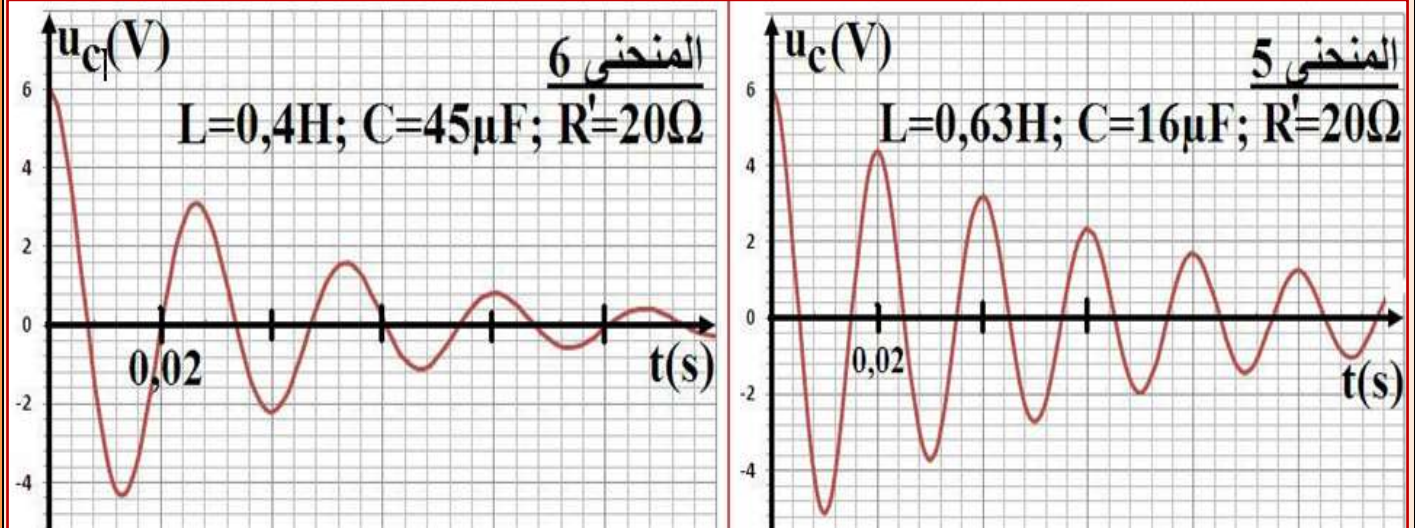 المنحنى 6
u_C(V)
L=0,4H; C=45μF; R'=20Ω
6
4
2
0
-2
-4
0,02
t(s)
المنحنى 5
u_C(V)
L=0,63H; C=16μF; R'=20Ω
6
4
2
0
-2
-4
0,02
t(s)